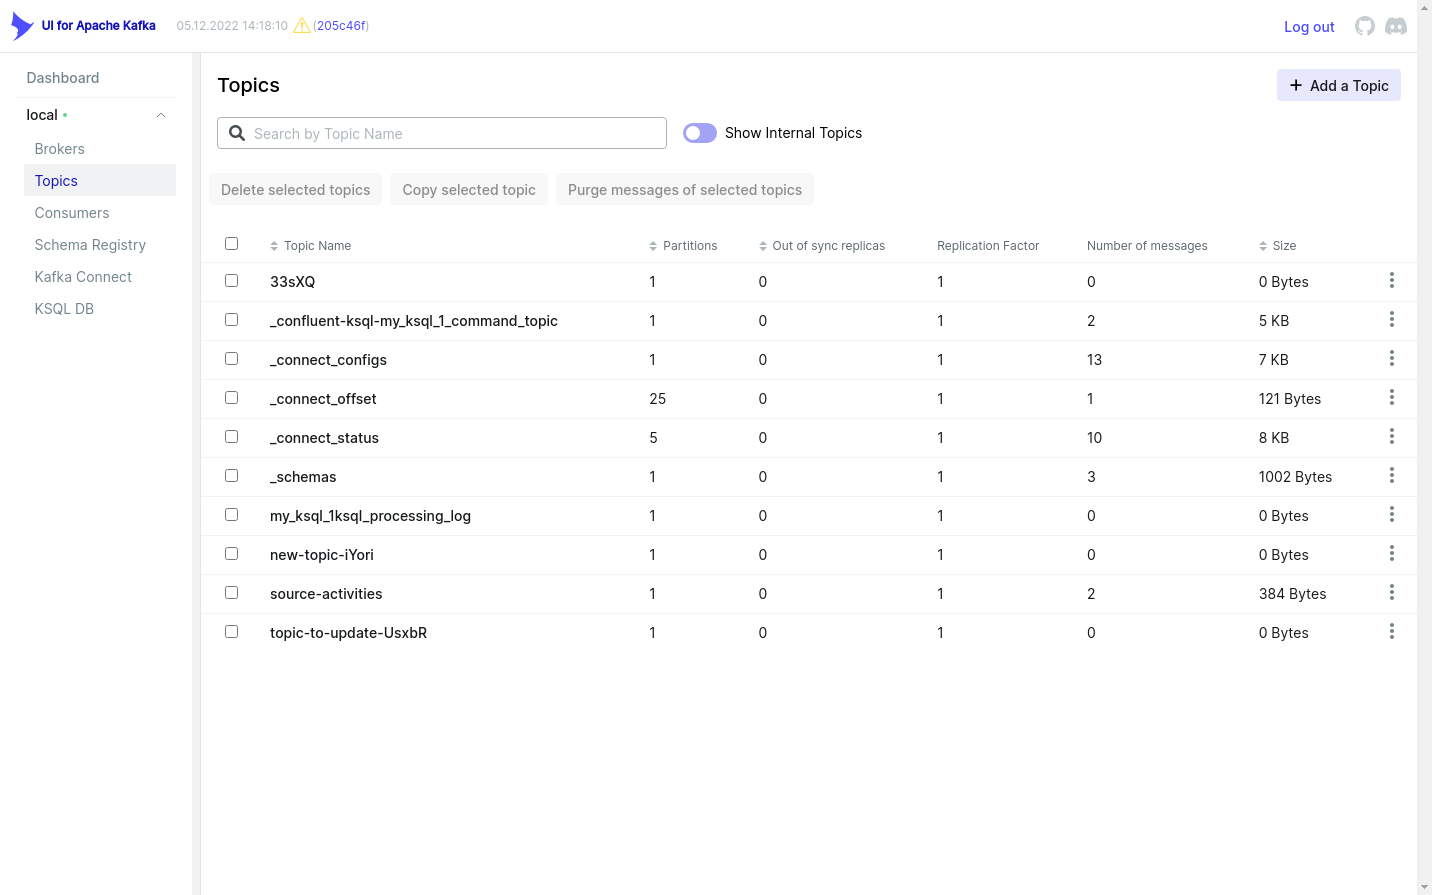 UI for Apache Kafka 05.12.2022 14:18:10 (205c46f) Log out
Dashboard
local
Brokers
Topics
Consumers
Schema Registry
Kafka Connect
KSQL DB
Topics
Add a Topic
Search by Topic Name Show Internal Topics
Delete selected topics Copy selected topic Purge messages of selected topics
Topic Name Partitions Out of sync replicas Replication Factor Number of messages Size
33sXQ 1 0 1 0 0 Bytes
_confluent-ksql-my_ksql_1_command_topic 1 0 1 2 5 KB
_connect_configs 1 0 1 13 7 KB
_connect_offset 25 0 1 1 121 Bytes
_connect_status 5 0 1 10 8 KB
_schemas 1 0 1 3 1002 Bytes
my_ksql_1ksql_processing_log 1 0 1 0 0 Bytes
new-topic-iYori 1 0 1 0 0 Bytes
source-activities 1 0 1 2 384 Bytes
topic-to-update-UsxbR 1 0 1 0 0 Bytes